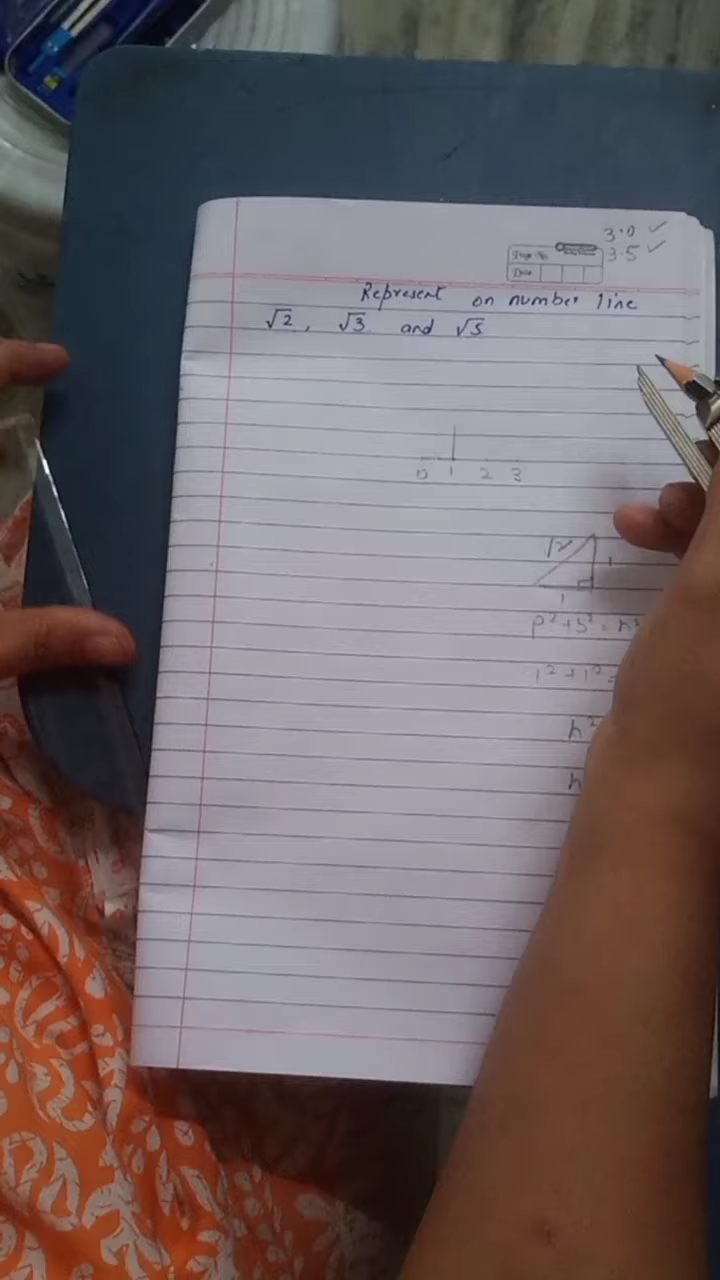 3.0 ✓
3.5 ✓
Page No.
Date
Represent on number line
√2, √3 and √5
0 1 2 3
√2
1
1
p² + b² = h²
1² + 1² =
h²
h